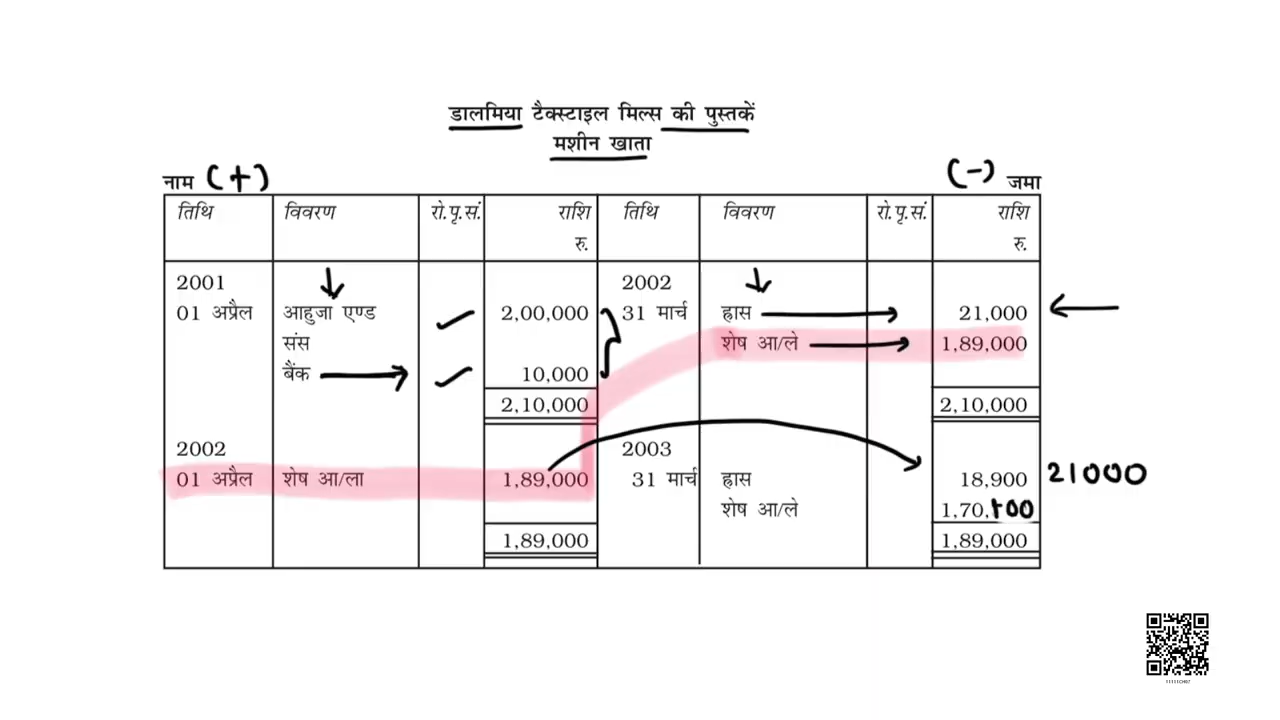 डालमिया टैक्स्टाइल मिल्स की पुस्तकें
मशीन खाता
नाम (+) (-) जमा
तिथि विवरण रो.पृ.सं. राशि तिथि विवरण रो.पृ.सं. राशि
रु. रु.
2001 2002
01 अप्रैल आहुजा एण्ड 2,00,000 31 मार्च ह्रास 21,000
संस शेष आ/ले 1,89,000
बैंक 10,000
2,10,000 2,10,000
2002 2003
01 अप्रैल शेष आ/ला 1,89,000 31 मार्च ह्रास 18,900 21000
शेष आ/ले 1,70,100
1,89,000 1,89,000
11111CH07